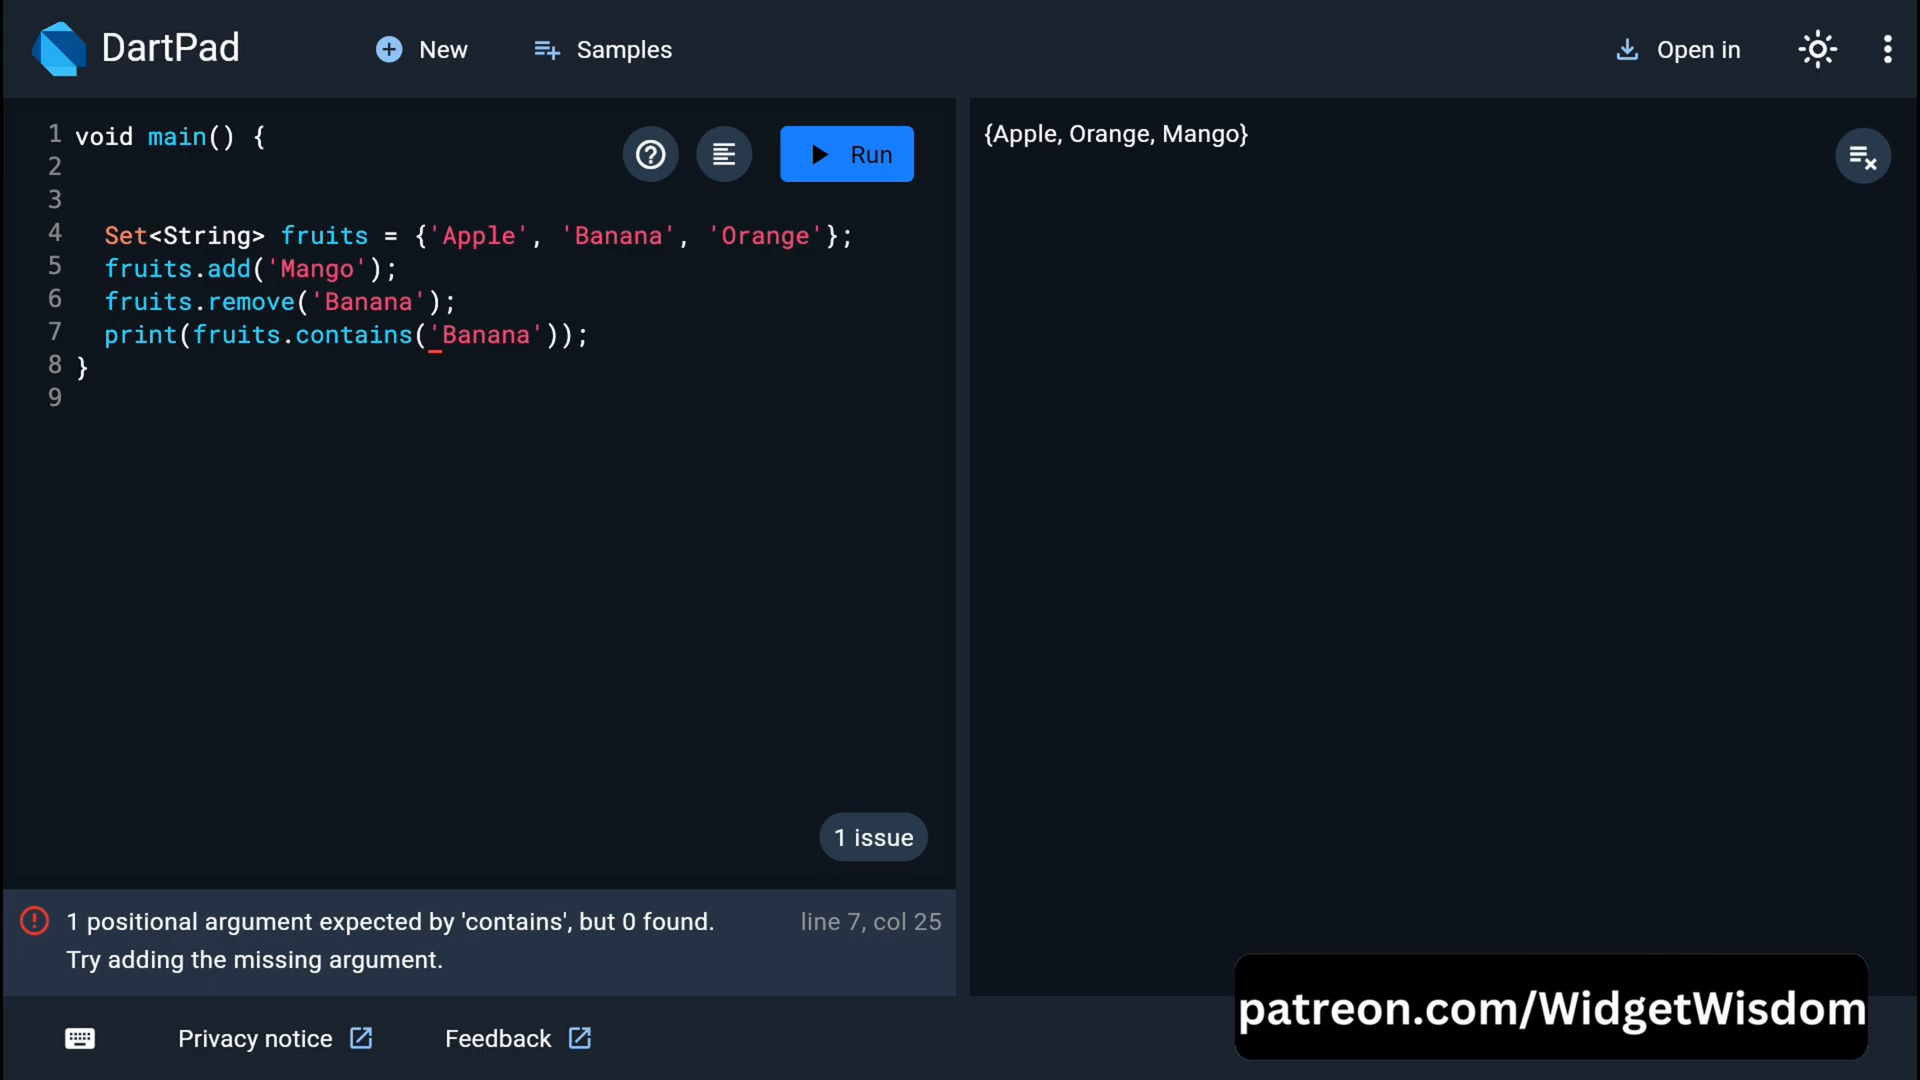 DartPad
New
Samples
Open in
1 void main() {
2
3
4 Set<String> fruits = {'Apple', 'Banana', 'Orange'};
5 fruits.add('Mango');
6 fruits.remove('Banana');
7 print(fruits.contains('Banana'));
8 }
9
Run
{Apple, Orange, Mango}
1 issue
1 positional argument expected by 'contains', but 0 found.
Try adding the missing argument.
line 7, col 25
Privacy notice
Feedback
patreon.com/WidgetWisdom